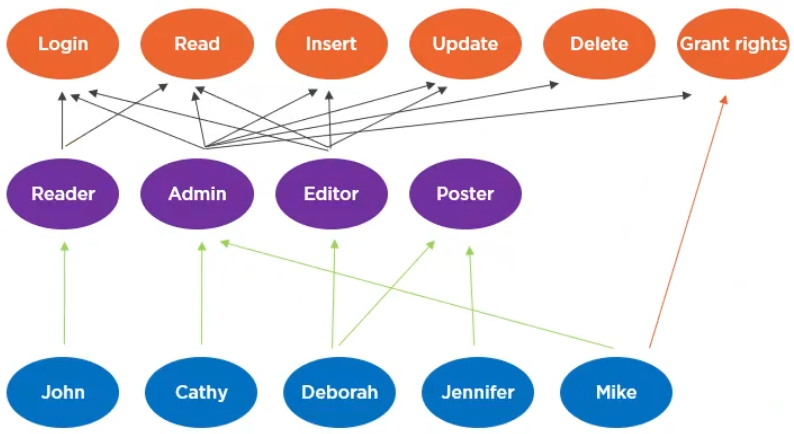 Login
Read
Insert
Update
Delete
Grant rights
Reader
Admin
Editor
Poster
John
Cathy
Deborah
Jennifer
Mike